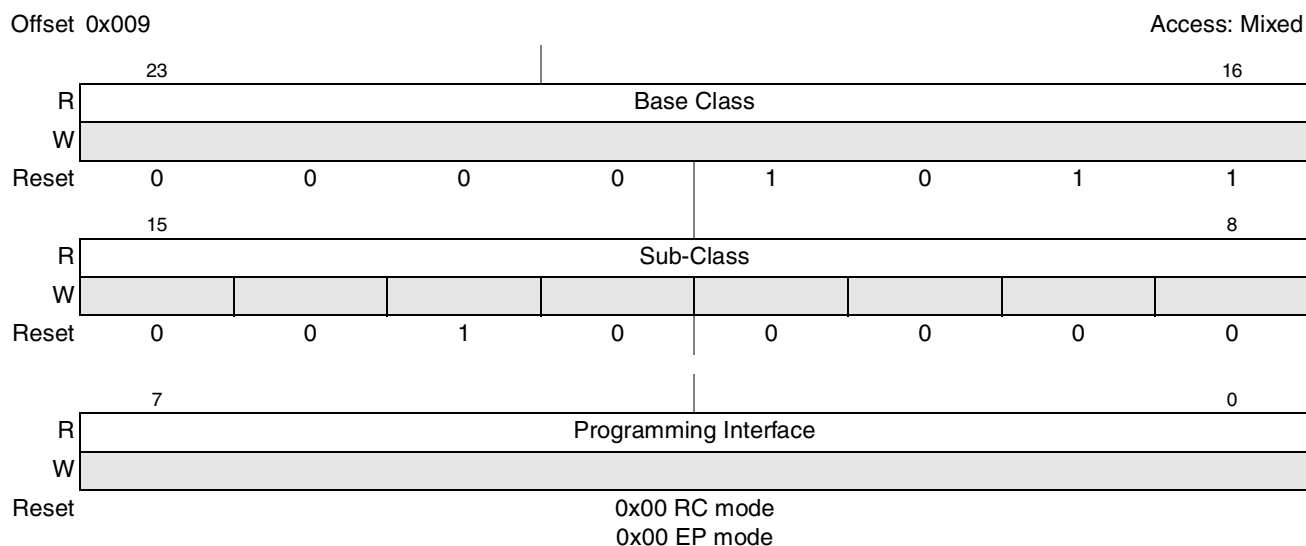 Offset 0x009 Access: Mixed
23 16
R Base Class
W
Reset 0 0 0 0 1 0 1 1
15 8
R Sub-Class
W
Reset 0 0 1 0 0 0 0 0
7 0
R Programming Interface
W
Reset 0x00 RC mode
0x00 EP mode